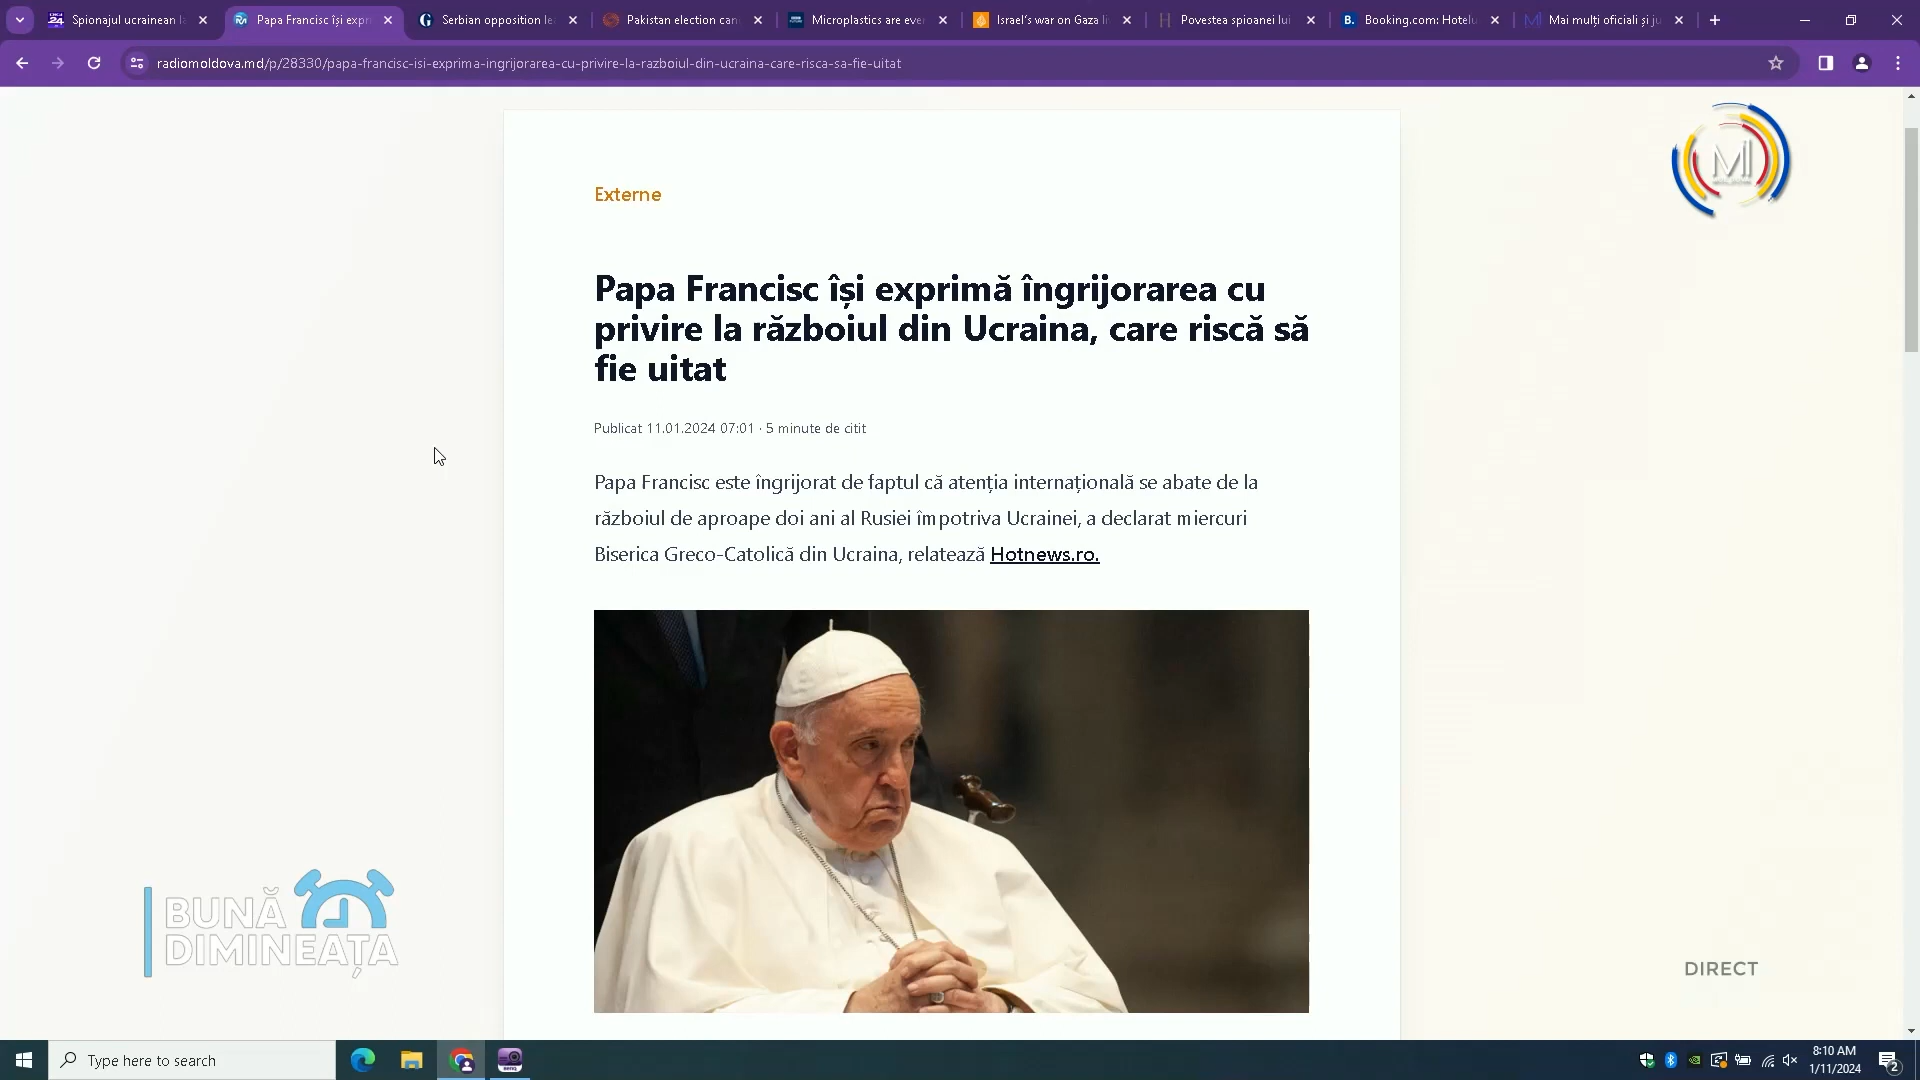 Spionajul ucrainean
Papa Francisc își expr
Serbian opposition le
Pakistan election can
Microplastics are ever
Israel's war on Gaza li
Povestea spioanei lui
Booking.com: Hotelu
Mai mulți oficiali și ju
radiomoldova.md/p/28330/papa-francisc-isi-exprima-ingrijorarea-cu-privire-la-razboiul-din-ucraina-care-risca-sa-fie-uitat
Externe
Papa Francisc își exprimă îngrijorarea cu
privire la războiul din Ucraina, care riscă să
fie uitat
Publicat 11.01.2024 07:01 · 5 minute de citit
Papa Francisc este îngrijorat de faptul că atenția internațională se abate de la
războiul de aproape doi ani al Rusiei împotriva Ucrainei, a declarat miercuri
Biserica Greco-Catolică din Ucraina, relatează Hotnews.ro.
BUNĂ
DIMINEAȚA
DIRECT
Type here to search
8:10 AM
1/11/2024
2